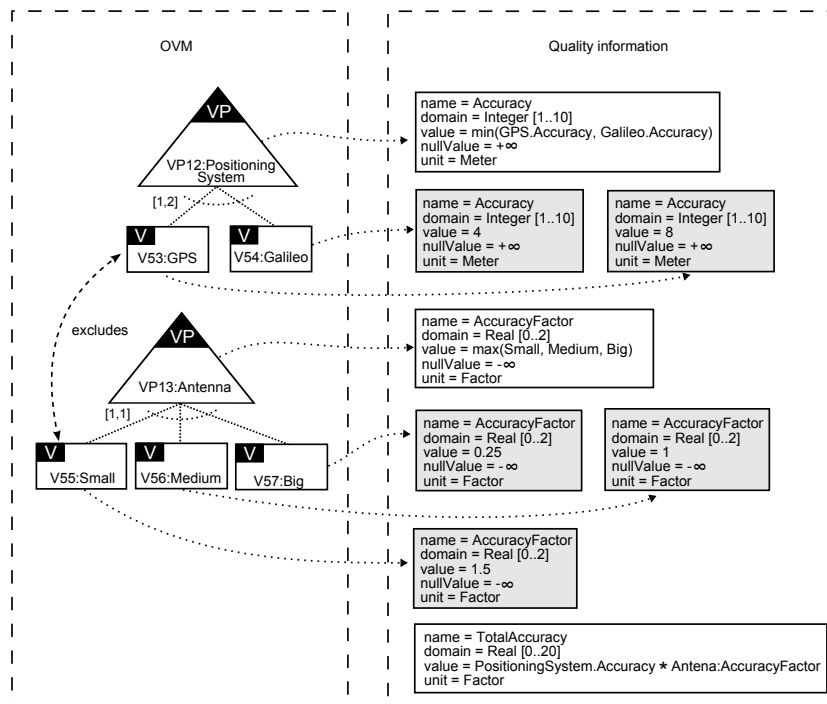 OVM
VP
VP12:Positioning
System
[1,2]
V
V53:GPS
V
V54:Galileo
excludes
VP
VP13:Antenna
[1,1]
V
V55:Small
V
V56:Medium
V
V57:Big
Quality information
name = Accuracy
domain = Integer [1..10]
value = min(GPS.Accuracy, Galileo.Accuracy)
nullValue = +∞
unit = Meter
name = Accuracy
domain = Integer [1..10]
value = 4
nullValue = +∞
unit = Meter
name = Accuracy
domain = Integer [1..10]
value = 8
nullValue = +∞
unit = Meter
name = AccuracyFactor
domain = Real [0..2]
value = max(Small, Medium, Big)
nullValue = -∞
unit = Factor
name = AccuracyFactor
domain = Real [0..2]
value = 0.25
nullValue = -∞
unit = Factor
name = AccuracyFactor
domain = Real [0..2]
value = 1
nullValue = -∞
unit = Factor
name = AccuracyFactor
domain = Real [0..2]
value = 1.5
nullValue = -∞
unit = Factor
name = TotalAccuracy
domain = Real [0..20]
value = PositioningSystem.Accuracy * Antena:AccuracyFactor
unit = Factor